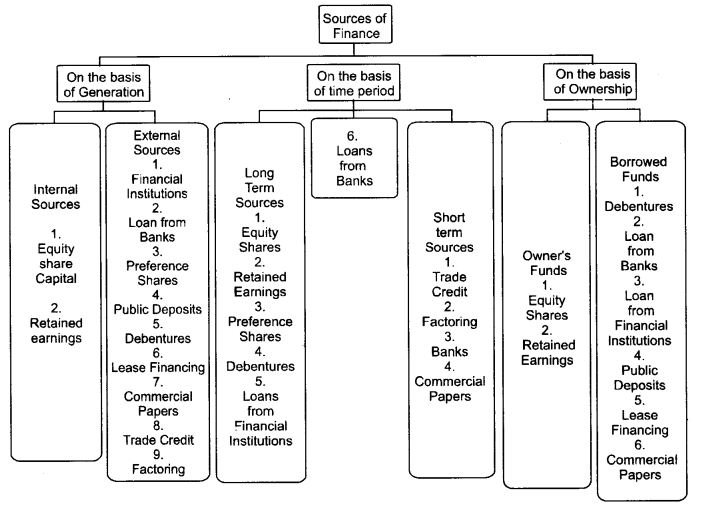 Sources of
Finance
On the basis
of Generation
On the basis
of time period
On the basis
of Ownership
Internal
Sources
1.
Equity
share
Capital
2.
Retained
earnings
External
Sources
1.
Financial
Institutions
2.
Loan from
Banks
3.
Preference
Shares
4.
Public Deposits
5.
Debentures
6.
Lease Financing
7.
Commercial
Papers
8.
Trade Credit
9.
Factoring
Long
Term
Sources
1.
Equity
Shares
2.
Retained
Earnings
3.
Preference
Shares
4.
Debentures
5.
Loans
from
Financial
Institutions
6.
Loans
from
Banks
Short
term
Sources
1.
Trade
Credit
2.
Factoring
3.
Banks
4.
Commercial
Papers
Owner's
Funds
1.
Equity
Shares
2.
Retained
Earnings
Borrowed
Funds
1.
Debentures
2.
Loan
from
Banks
3.
Loan
from
Financial
Institutions
4.
Public
Deposits
5.
Lease
Financing
6.
Commercial
Papers